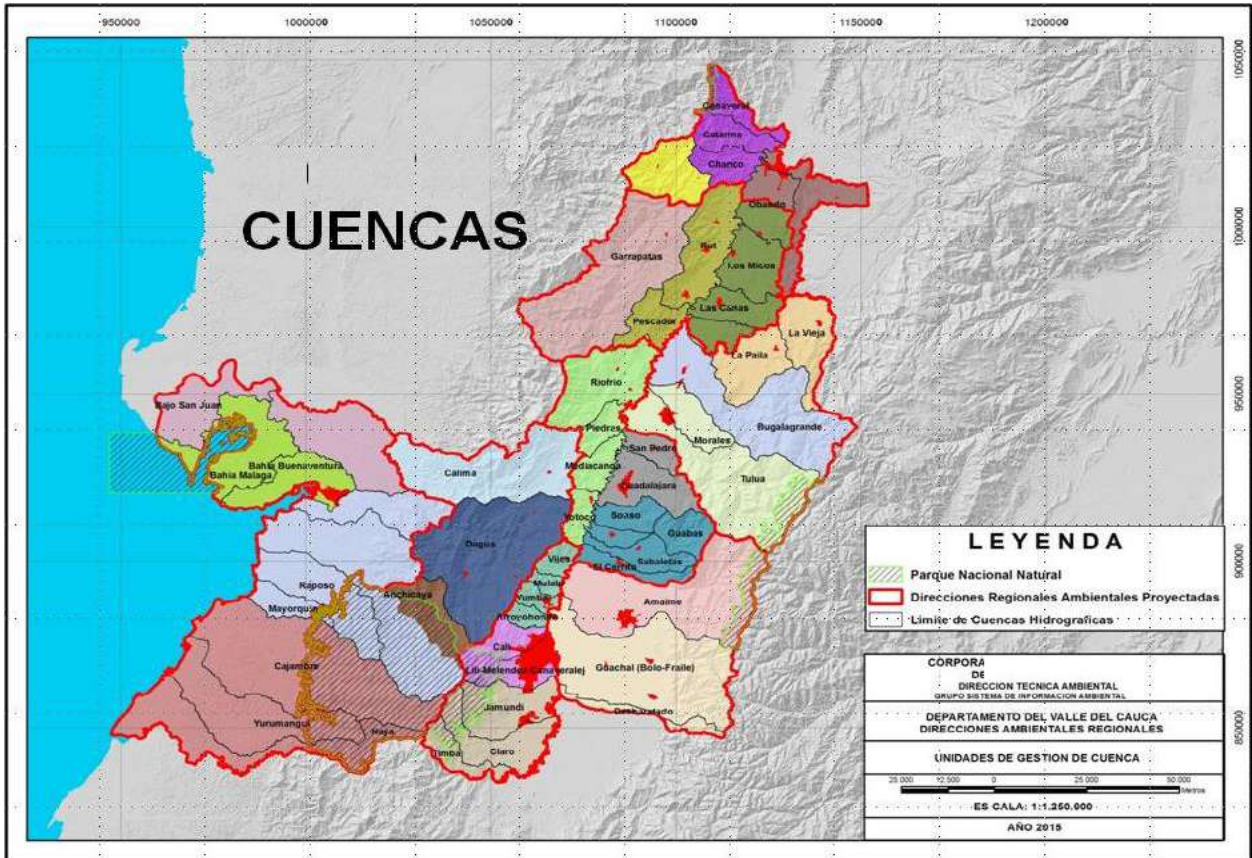 950000 1000000 1050000 1100000 1150000 1200000
1050000
1000000
950000
900000
850000
CUENCAS
Catarina
Chanco
Obando
Rut
Garrapatas
Los Micos
Las Cañas
Pescador
La Vieja
La Paila
Riofrio
Bugalagrande
Bajo San Juan
Piedras
Morales
San Pedro
Bahia Buenaventura
Mediacanoa
Bahia Malaga
Calima
Tulua
Guadalajara
Yotoco
Sonso
Guabas
Dagua
Vijes
Sabaletas
El Cerrito
Raposo
Anchicaya
Mulalo
Yumbo
Amaime
Mayorquin
Arroyohondo
Cali
Cajambre
Lili-Melendez-Canaveralejo
Guachal (Bolo-Fraile)
Jamundi
Desbaratado
Yurumangui
Naya
Timba
Claro
LEYENDA
Parque Nacional Natural
Direcciones Regionales Ambientales Proyectadas
Limite de Cuencas Hidrograficas
CORPORA
DE
DIRECCION TECNICA AMBIENTAL
GRUPO SISTEMA DE INFORMACION AMBIENTAL
DEPARTAMENTO DEL VALLE DEL CAUCA
DIRECCIONES AMBIENTALES REGIONALES
UNIDADES DE GESTION DE CUENCA
25.000 12.500 0 25.000 50.000
Metros
ESCALA: 1:1.250.000
AÑO 2015